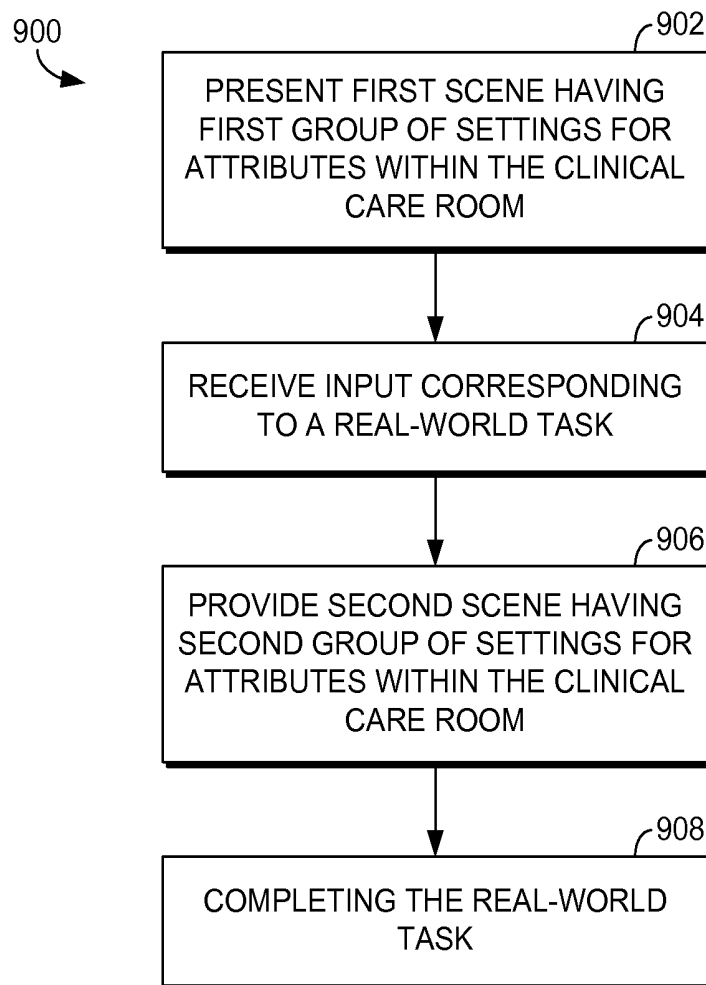 900
902
PRESENT FIRST SCENE HAVING
FIRST GROUP OF SETTINGS FOR
ATTRIBUTES WITHIN THE CLINICAL
CARE ROOM
904
RECEIVE INPUT CORRESPONDING
TO A REAL-WORLD TASK
906
PROVIDE SECOND SCENE HAVING
SECOND GROUP OF SETTINGS FOR
ATTRIBUTES WITHIN THE CLINICAL
CARE ROOM
908
COMPLETING THE REAL-WORLD
TASK